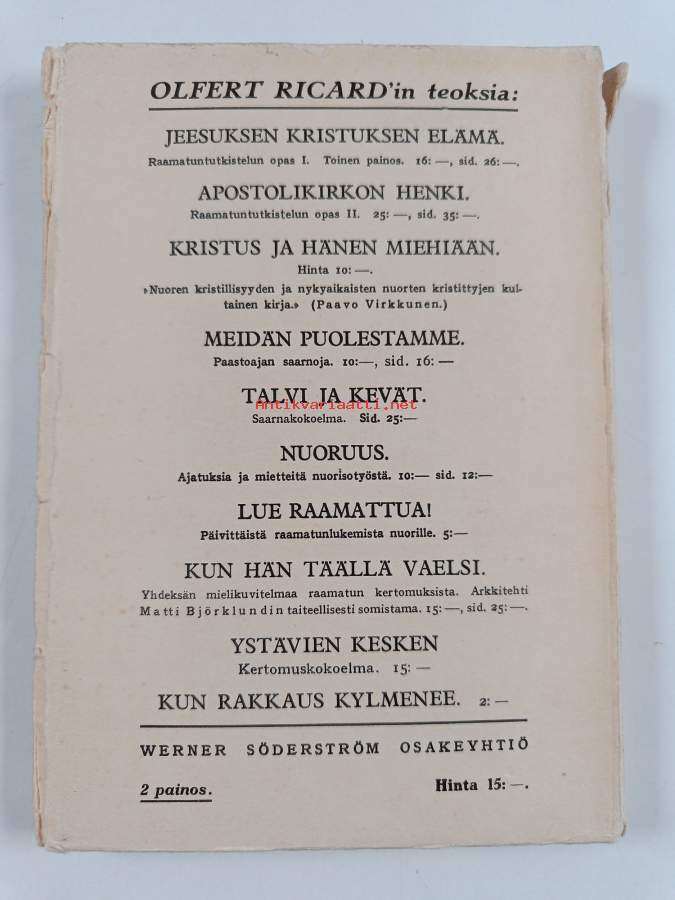 OLFERT RICARD'in teoksia:
JEESUKSEN KRISTUKSEN ELÄMÄ.
Raamatuntutkistelun opas I. Toinen painos. 16: —, sid. 26: —.
APOSTOLIKIRKON HENKI.
Raamatuntutkistelun opas II. 25: —, sid. 35: —.
KRISTUS JA HÄNEN MIEHIÄÄN.
Hinta 10: —.
»Nuoren kristillisyyden ja nykyaikaisten nuorten kristittyjen kul-
tainen kirja.» (Paavo Virkkunen.)
MEIDÄN PUOLESTAMME.
Paastoajan saarnoja. 10:—, sid. 16: —
TALVI JA KEVÄT.
Antikvariaatti.net
Saarnakokoelma. Sid. 25:—
NUORUUS.
Ajatuksia ja mietteitä nuorisotyöstä. 10:— sid. 12:—
LUE RAAMATTUA!
Päivittäistä raamatunlukemista nuorille. 5:—
KUN HÄN TÄÄLLÄ VAELSI.
Yhdeksän mielikuvitelmaa raamatun kertomuksista. Arkkitehti
Matti Björklundin taiteellisesti somistama. 15: —, sid. 25: —.
YSTÄVIEN KESKEN
Kertomuskokoelma. 15: —
KUN RAKKAUS KYLMENEE. 2: —
WERNER SÖDERSTRÖM OSAKEYHTIÖ
2 painos. Hinta 15: —.